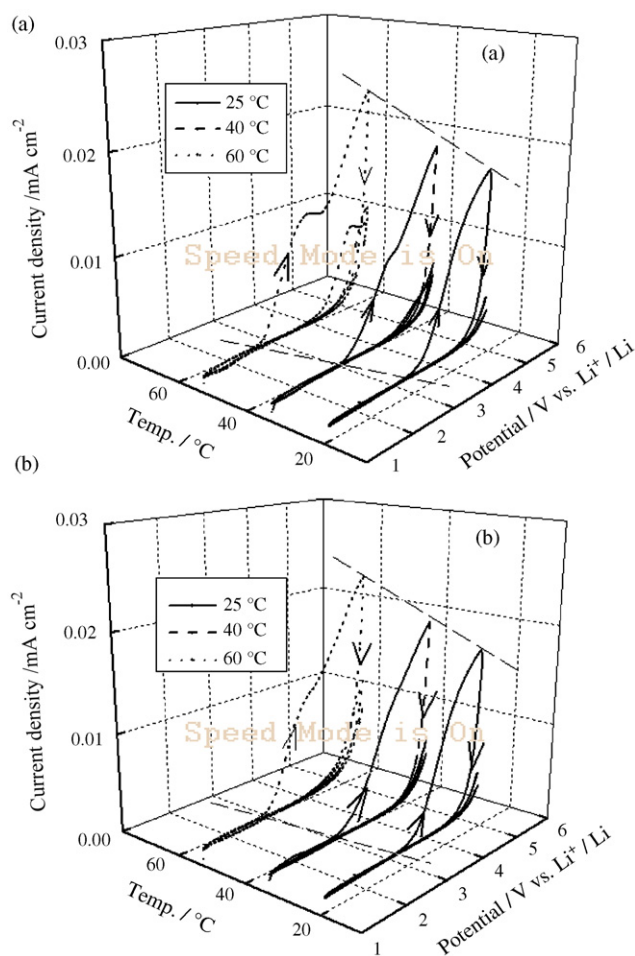 (a)
0.03
(a)
25 °C
40 °C
60 °C
0.02
Current density /mA cm⁻²
Speed Mode is On
0.01
0.00
60
40
20
Temp. / °C
1
2
3
4
5
6
Potential / V vs. Li⁺ / Li
(b)
0.03
(b)
25 °C
40 °C
60 °C
0.02
Current density /mA cm⁻²
Speed Mode is On
0.01
0.00
60
40
20
Temp. / °C
1
2
3
4
5
6
Potential / V vs. Li⁺ / Li